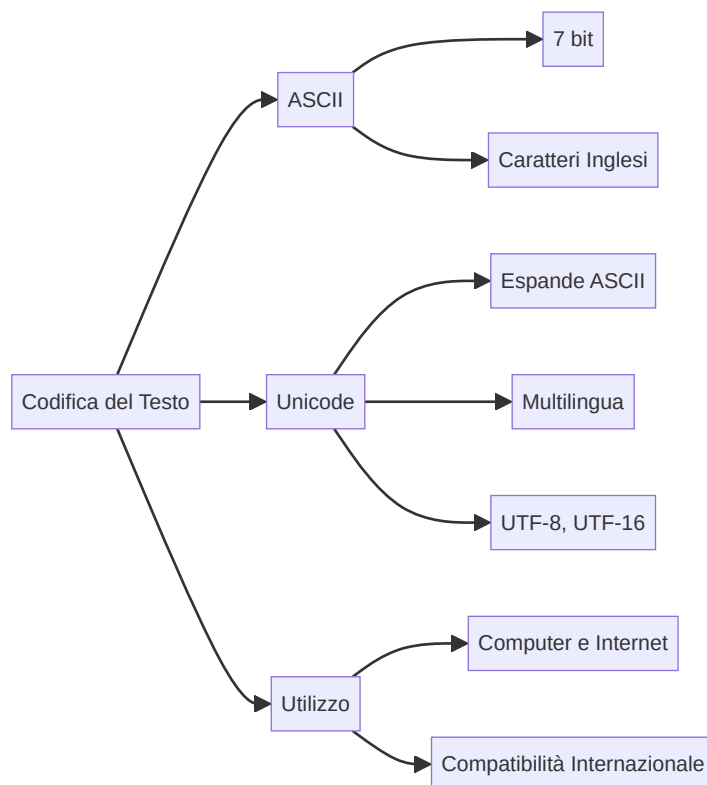 7 bit
ASCII
Caratteri Inglesi
Espande ASCII
Codifica del Testo
Unicode
Multilingua
UTF-8, UTF-16
Computer e Internet
Utilizzo
Compatibilità Internazionale